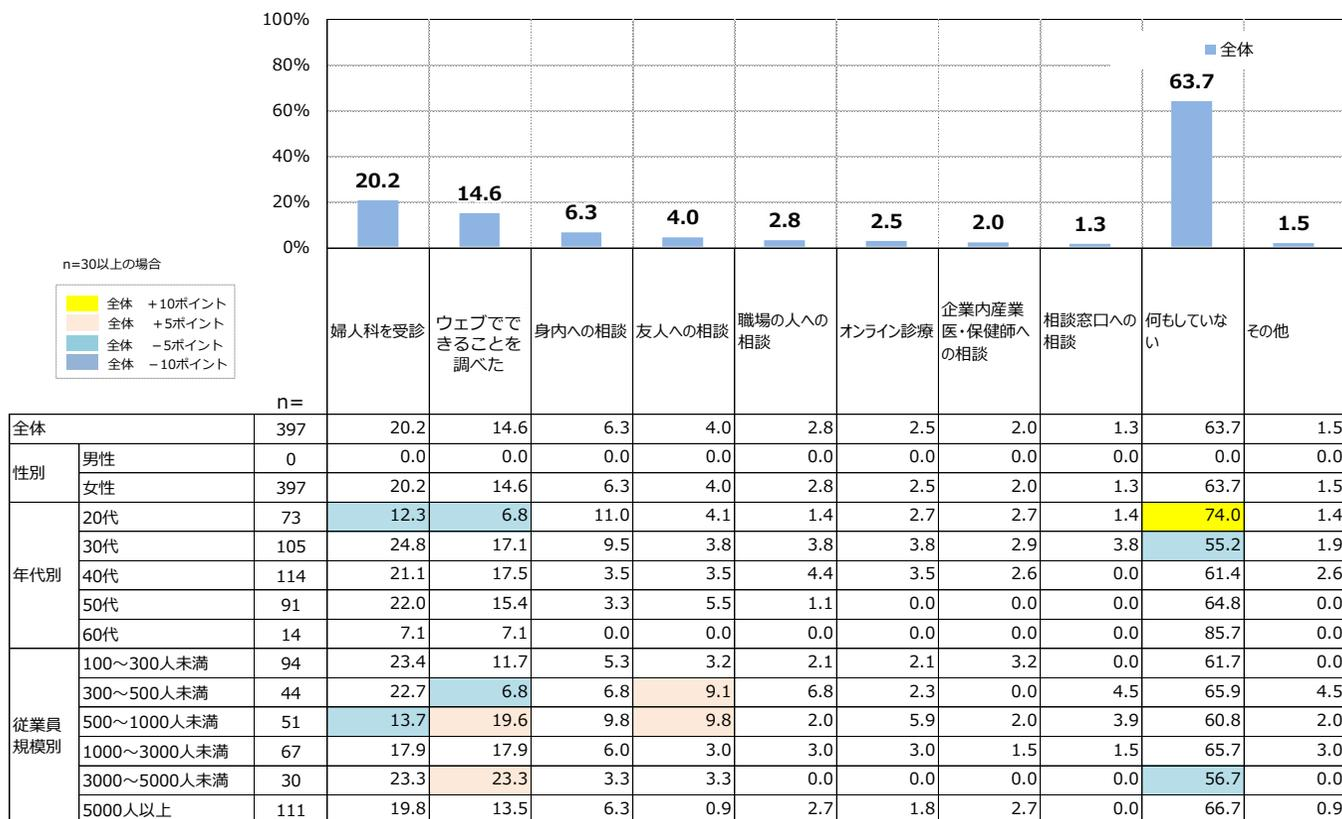 100%
80%
60%
40%
20%
0%
全体
20.2 14.6 6.3 4.0 2.8 2.5 2.0 1.3 63.7 1.5
n=30以上の場合
全体 +10ポイント
全体 +5ポイント
全体 −5ポイント
全体 −10ポイント
n=
婦人科を受診
ウェブでで
きることを
調べた
身内への相談
友人への相談
職場の人への
相談
オンライン診療
企業内産業
医・保健師へ
の相談
相談窓口への
相談
何もしていな
い
その他
全体 397 20.2 14.6 6.3 4.0 2.8 2.5 2.0 1.3 63.7 1.5
性別
男性 0 0.0 0.0 0.0 0.0 0.0 0.0 0.0 0.0 0.0 0.0
女性 397 20.2 14.6 6.3 4.0 2.8 2.5 2.0 1.3 63.7 1.5
年代別
20代 73 12.3 6.8 11.0 4.1 1.4 2.7 2.7 1.4 74.0 1.4
30代 105 24.8 17.1 9.5 3.8 3.8 3.8 2.9 3.8 55.2 1.9
40代 114 21.1 17.5 3.5 3.5 4.4 3.5 2.6 0.0 61.4 2.6
50代 91 22.0 15.4 3.3 5.5 1.1 0.0 0.0 0.0 64.8 0.0
60代 14 7.1 7.1 0.0 0.0 0.0 0.0 0.0 0.0 85.7 0.0
従業員
規模別
100～300人未満 94 23.4 11.7 5.3 3.2 2.1 2.1 3.2 0.0 61.7 0.0
300～500人未満 44 22.7 6.8 6.8 9.1 6.8 2.3 0.0 4.5 65.9 4.5
500～1000人未満 51 13.7 19.6 9.8 9.8 2.0 5.9 2.0 3.9 60.8 2.0
1000～3000人未満 67 17.9 17.9 6.0 3.0 3.0 3.0 1.5 1.5 65.7 3.0
3000～5000人未満 30 23.3 23.3 3.3 3.3 0.0 0.0 0.0 0.0 56.7 0.0
5000人以上 111 19.8 13.5 6.3 0.9 2.7 1.8 2.7 0.0 66.7 0.9